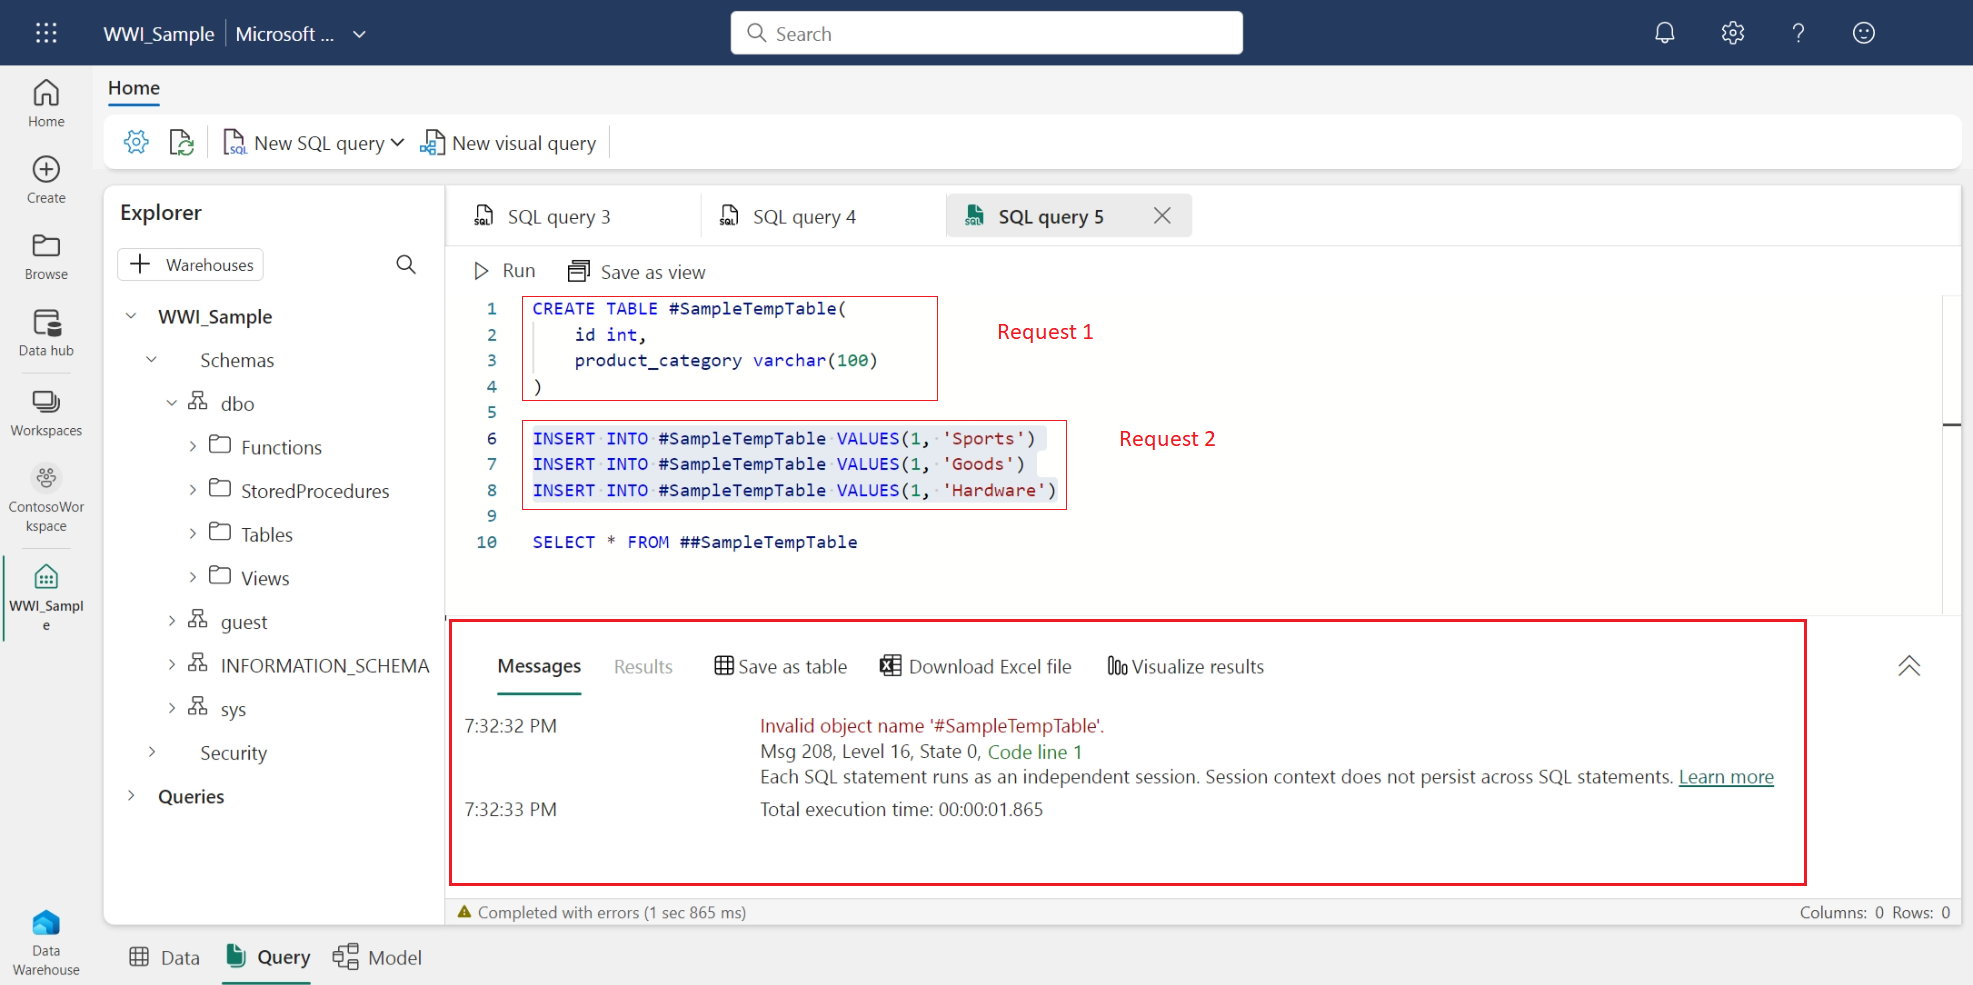 WWI_Sample
Microsoft ...
Search
Home
Create
Browse
Data hub
Workspaces
ContosoWor
kspace
WWI_Sampl
e
Data
Warehouse
Home
New SQL query
New visual query
Explorer
Warehouses
WWI_Sample
Schemas
dbo
Functions
StoredProcedures
Tables
Views
guest
INFORMATION_SCHEMA
sys
Security
Queries
SQL query 3
SQL query 4
SQL query 5
Run
Save as view
1 CREATE TABLE #SampleTempTable(
2 id int,
3 product_category varchar(100)
4 )
5
6 INSERT INTO #SampleTempTable VALUES(1, 'Sports')
7 INSERT INTO #SampleTempTable VALUES(1, 'Goods')
8 INSERT INTO #SampleTempTable VALUES(1, 'Hardware')
9
10 SELECT * FROM ##SampleTempTable
Request 1
Request 2
Messages
Results
Save as table
Download Excel file
Visualize results
7:32:32 PM
Invalid object name '#SampleTempTable'.
Msg 208, Level 16, State 0, Code line 1
Each SQL statement runs as an independent session. Session context does not persist across SQL statements. Learn more
7:32:33 PM
Total execution time: 00:00:01.865
Completed with errors (1 sec 865 ms)
Columns: 0 Rows: 0
Data
Query
Model